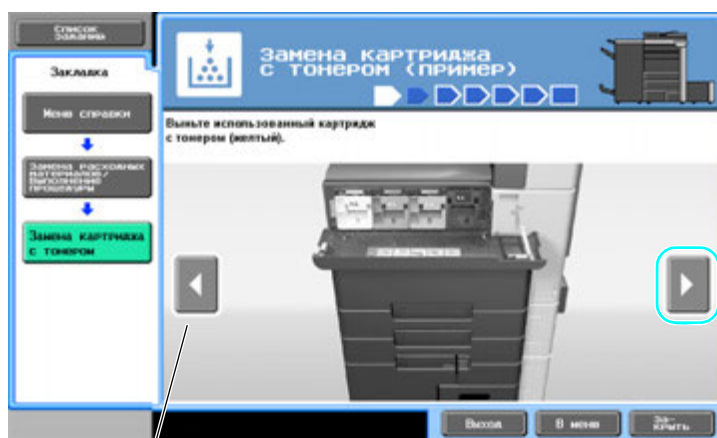 Список
Заданий
Закладка
Меню справки
Замена расходных
материалов/
Выполнение
процедуры
Замена картриджа
с тонером
Замена картриджа
с тонером (пример)
Выньте использованный картридж
с тонером (желтый).
Выход
В меню
За-
крыть